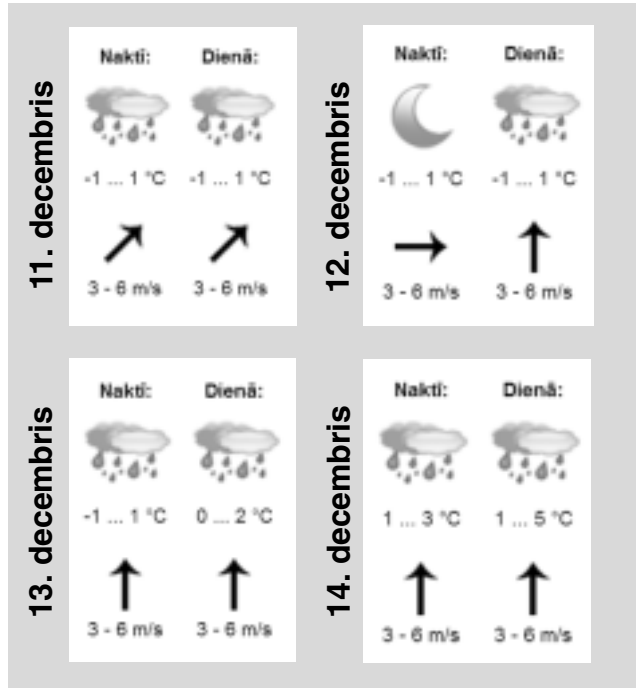 11. decembris
Naktī: Dienā:
-1 ... 1 °C -1 ... 1 °C
3 - 6 m/s 3 - 6 m/s
12. decembris
Naktī: Dienā:
-1 ... 1 °C -1 ... 1 °C
3 - 6 m/s 3 - 6 m/s
13. decembris
Naktī: Dienā:
-1 ... 1 °C 0 ... 2 °C
3 - 6 m/s 3 - 6 m/s
14. decembris
Naktī: Dienā:
1 ... 3 °C 1 ... 5 °C
3 - 6 m/s 3 - 6 m/s